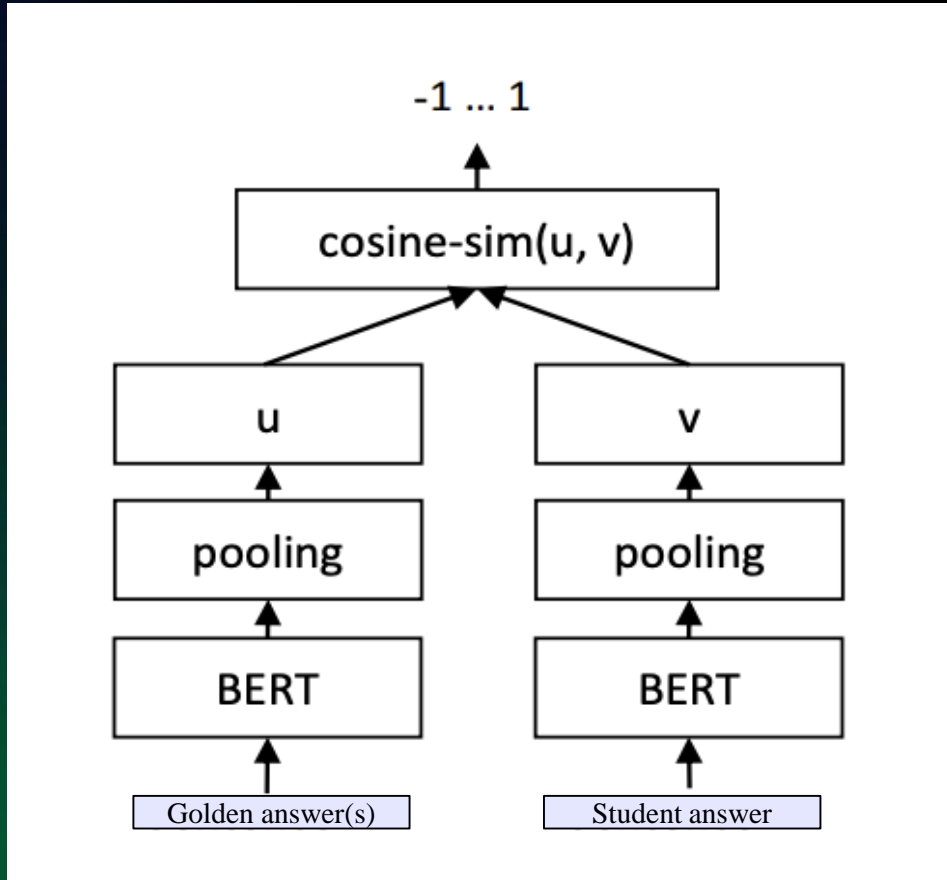 -1 ... 1
cosine-sim(u, v)
u
v
pooling
pooling
BERT
BERT
Golden answer(s)
Student answer